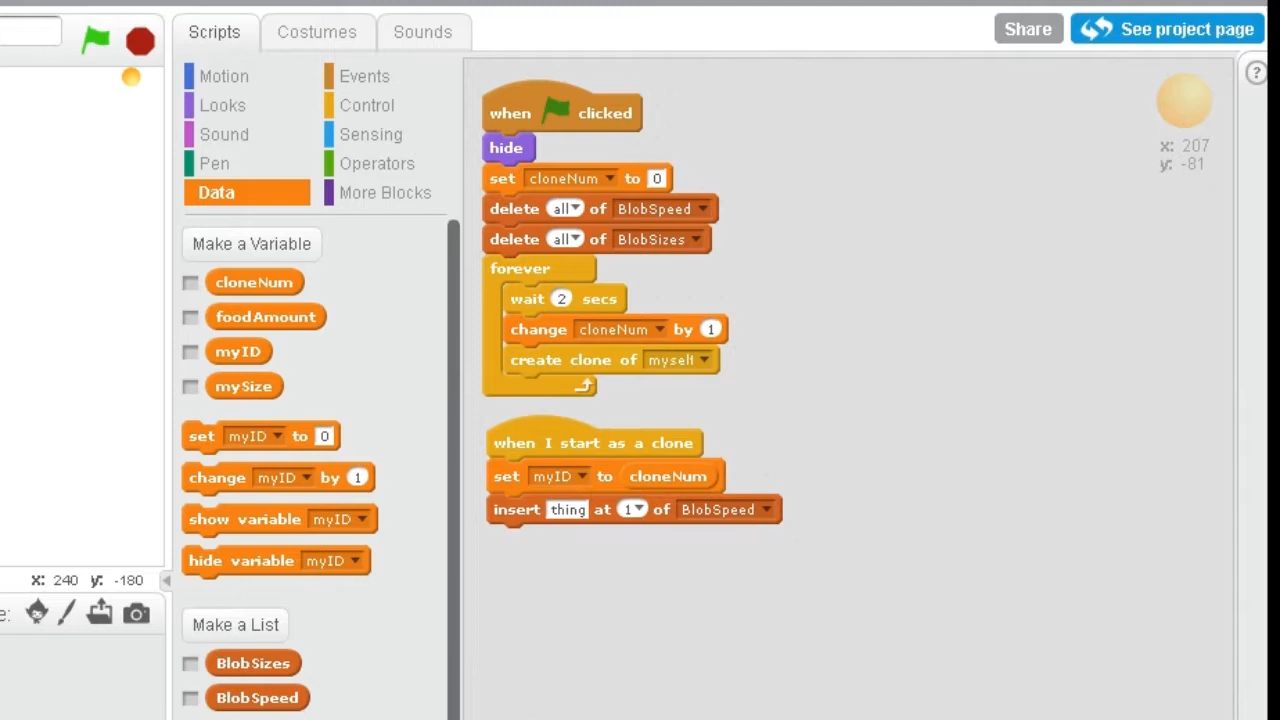 Scripts Costumes Sounds Share See project page
?
Motion Events
Looks Control
Sound Sensing
Pen Operators
Data More Blocks
Make a Variable
cloneNum
foodAmount
myID
mySize
set myID to 0
change myID by 1
show variable myID
hide variable myID
Make a List
BlobSizes
BlobSpeed
when clicked
hide
set cloneNum to 0
delete all of BlobSpeed
delete all of BlobSizes
forever
wait 2 secs
change cloneNum by 1
create clone of myself
when I start as a clone
set myID to cloneNum
insert thing at 1 of BlobSpeed
x: 207
y: -81
x: 240 y: -180
e: